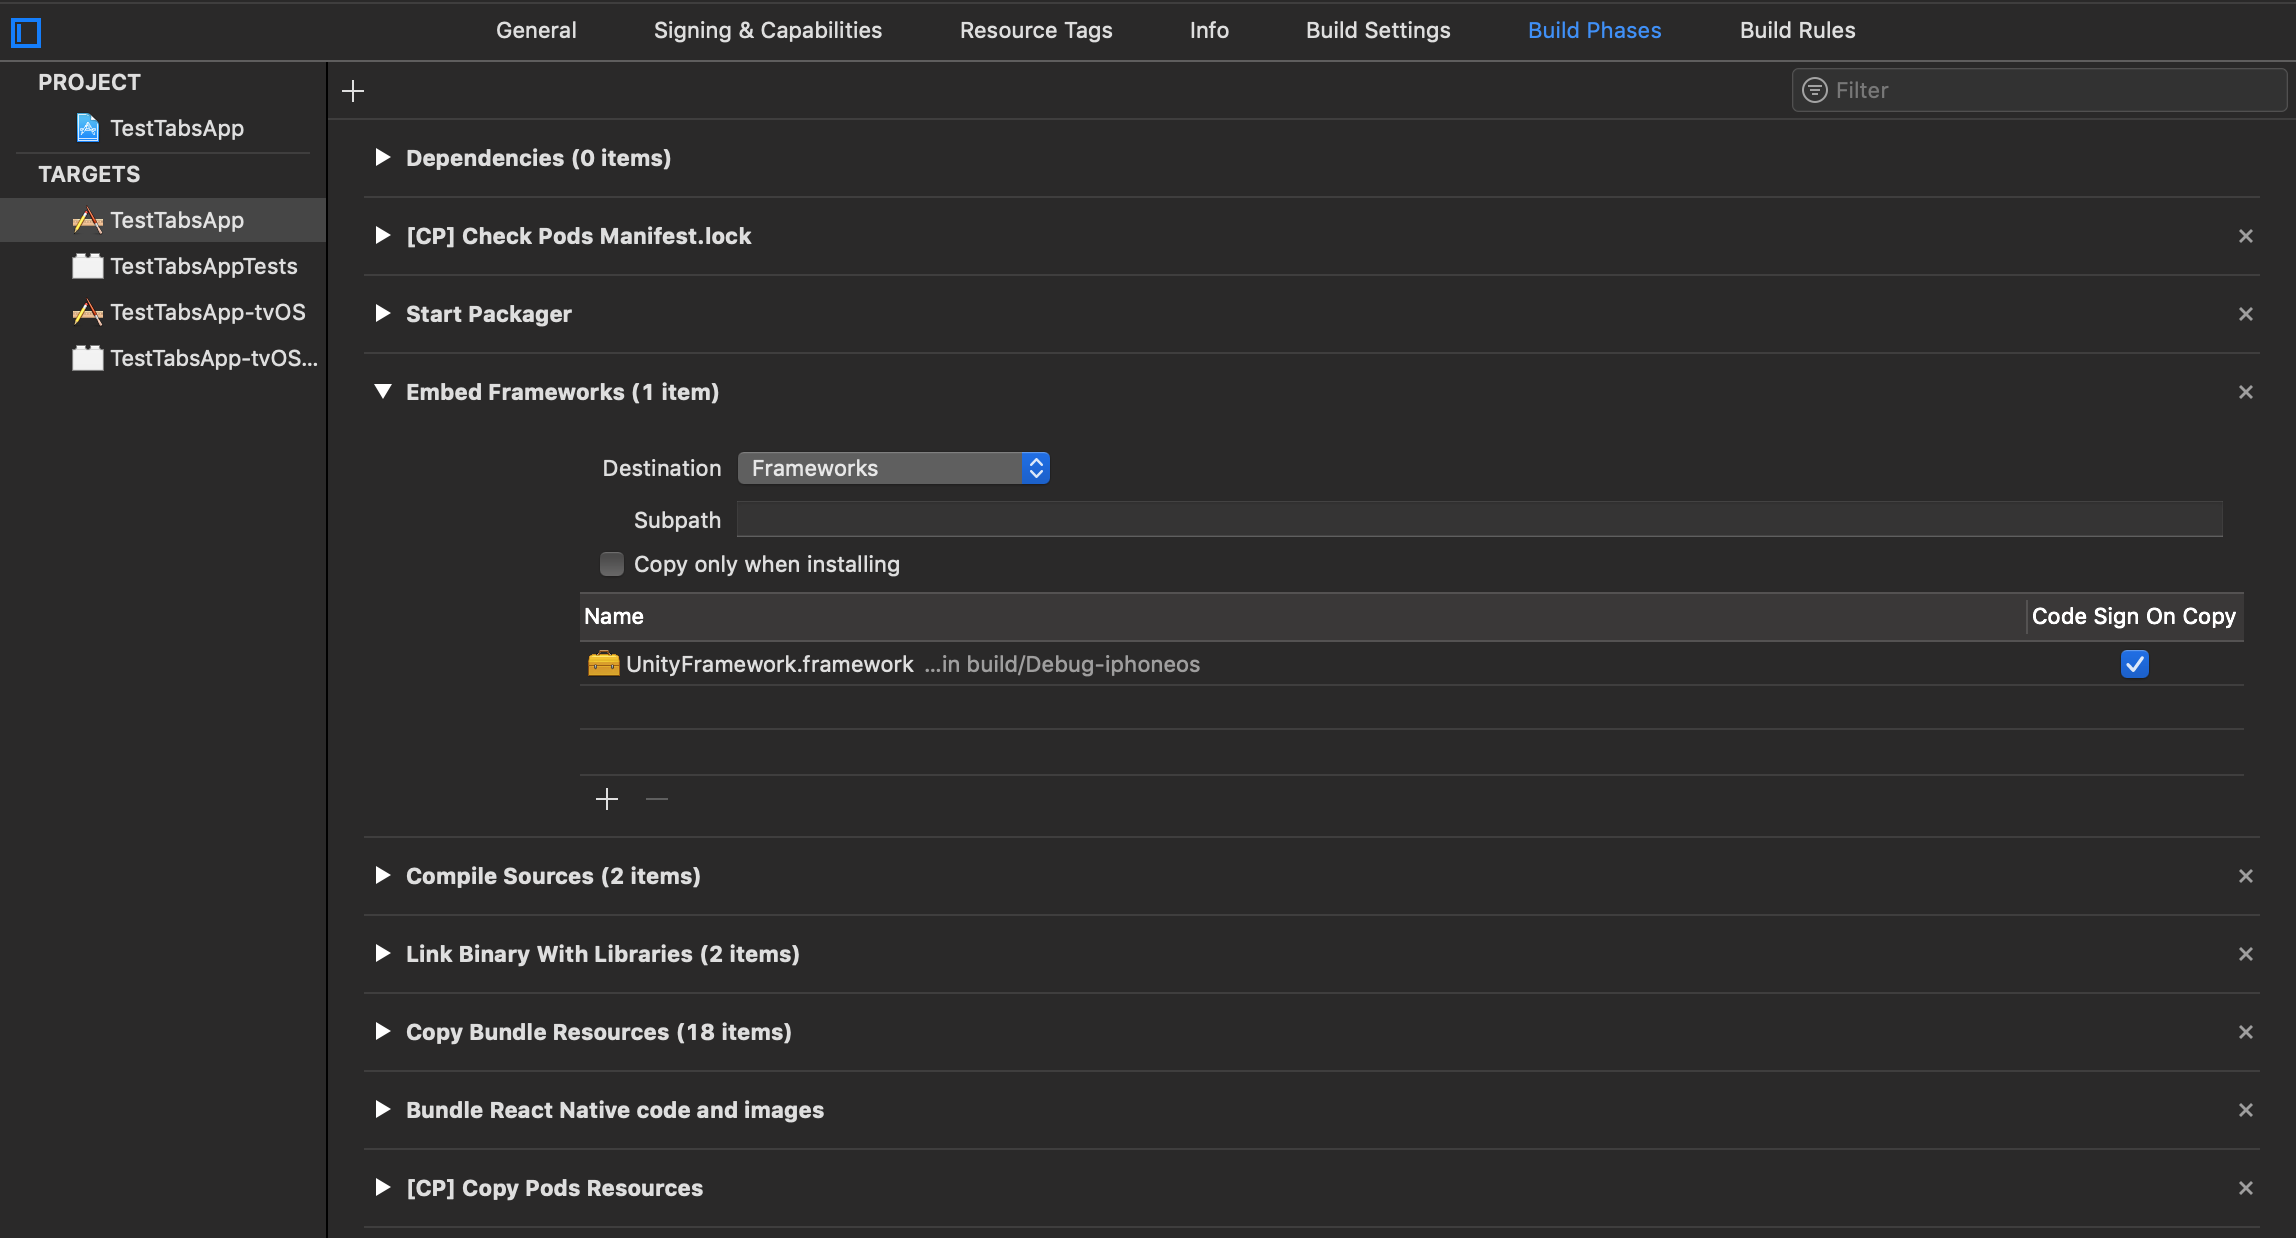 General Signing & Capabilities Resource Tags Info Build Settings Build Phases Build Rules
PROJECT
TestTabsApp
TARGETS
TestTabsApp
TestTabsAppTests
TestTabsApp-tvOS
TestTabsApp-tvOS...
Filter
Dependencies (0 items)
[CP] Check Pods Manifest.lock
Start Packager
Embed Frameworks (1 item)
Destination Frameworks
Subpath
Copy only when installing
Name Code Sign On Copy
UnityFramework.framework ...in build/Debug-iphoneos
Compile Sources (2 items)
Link Binary With Libraries (2 items)
Copy Bundle Resources (18 items)
Bundle React Native code and images
[CP] Copy Pods Resources